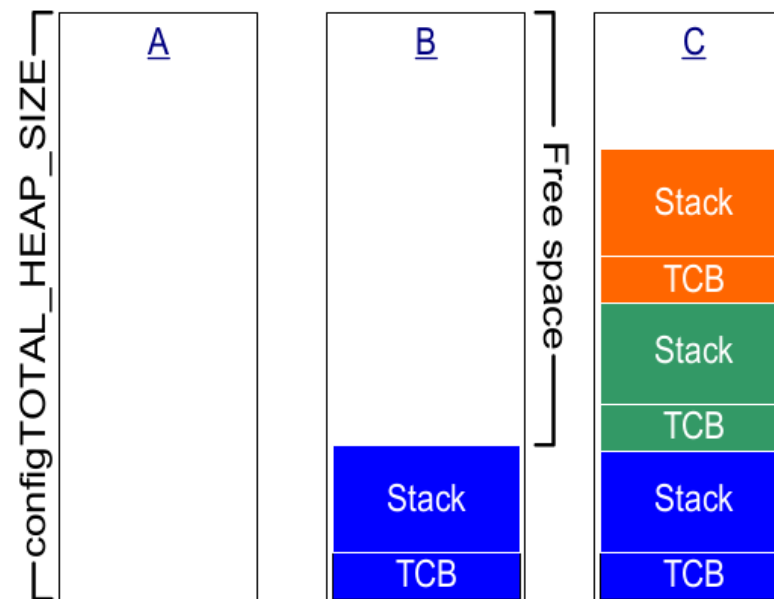 configTOTAL_HEAP_SIZE
A
B
Stack
TCB
Free space
C
Stack
TCB
Stack
TCB
Stack
TCB